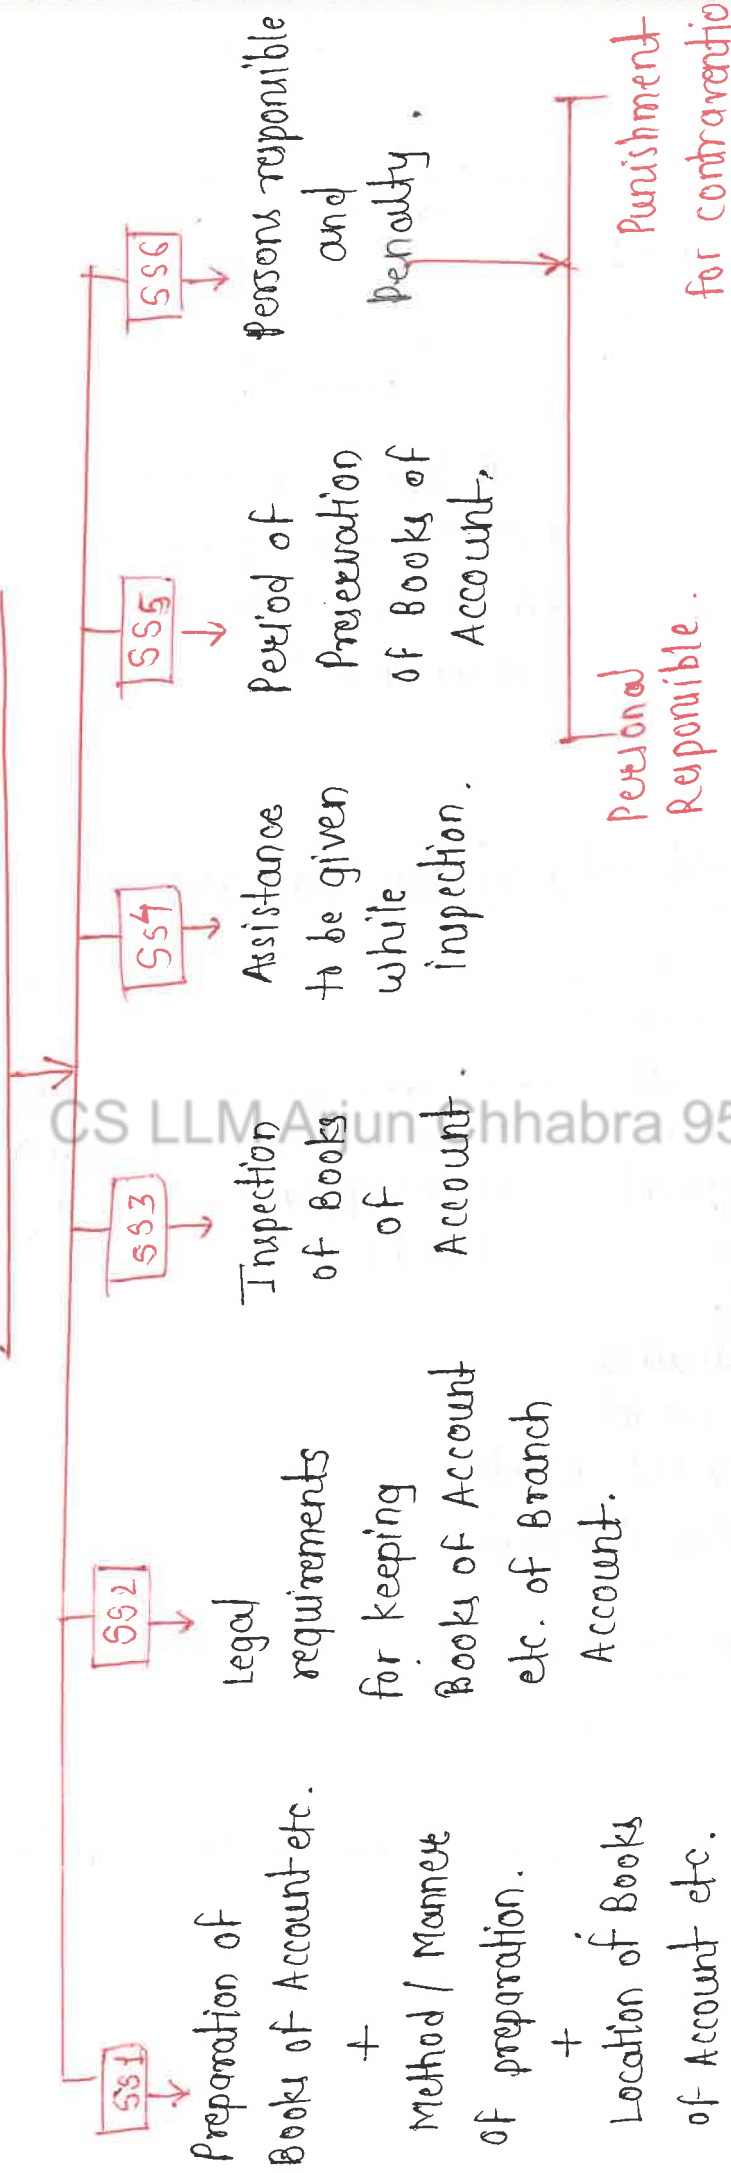 SS1
Preparation of
Books of Account etc.
+
Method / Manner
of preparation.
+
Location of Books
of Account etc.
SS2
Legal
requirements
for keeping
Books of Account
etc. of Branch
Account.
SS3
Inspection
of Books
of
Account.
SS4
Assistance
to be given
while
inspection.
SS5
Period of
Preservation
of Books of
Account.
SS6
Persons responsible
and
Penalty.
Personal
Responsible.
Punishment
for contraventio
CS LLM Arjun Chhabra 95